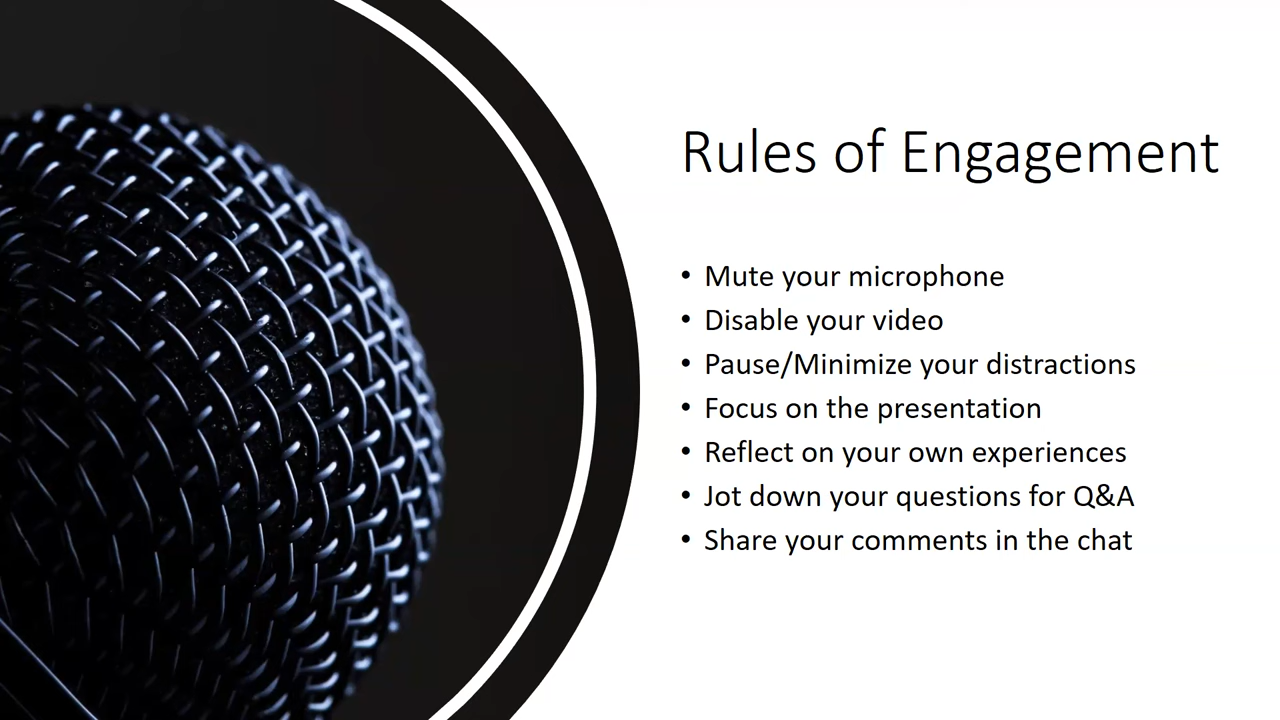 Rules of Engagement
• Mute your microphone
• Disable your video
• Pause/Minimize your distractions
• Focus on the presentation
• Reflect on your own experiences
• Jot down your questions for Q&A
• Share your comments in the chat